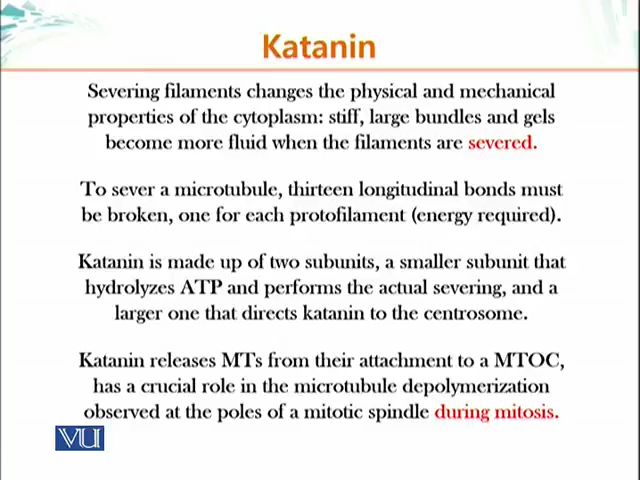 Katanin
Severing filaments changes the physical and mechanical
properties of the cytoplasm: stiff, large bundles and gels
become more fluid when the filaments are severed.
To sever a microtubule, thirteen longitudinal bonds must
be broken, one for each protofilament (energy required).
Katanin is made up of two subunits, a smaller subunit that
hydrolyzes ATP and performs the actual severing, and a
larger one that directs katanin to the centrosome.
Katanin releases MTs from their attachment to a MTOC,
has a crucial role in the microtubule depolymerization
observed at the poles of a mitotic spindle during mitosis.
VU